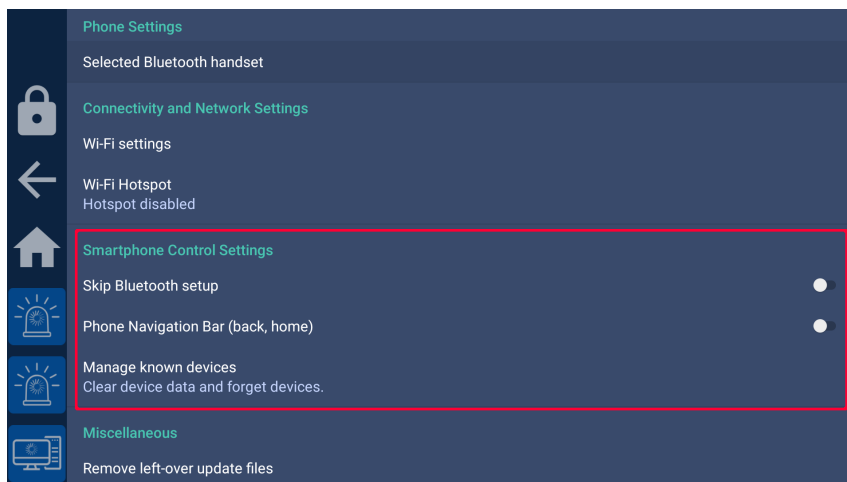 Phone Settings
Selected Bluetooth handset
Connectivity and Network Settings
Wi-Fi settings
Wi-Fi Hotspot
Hotspot disabled
Smartphone Control Settings
Skip Bluetooth setup
Phone Navigation Bar (back, home)
Manage known devices
Clear device data and forget devices.
Miscellaneous
Remove left-over update files